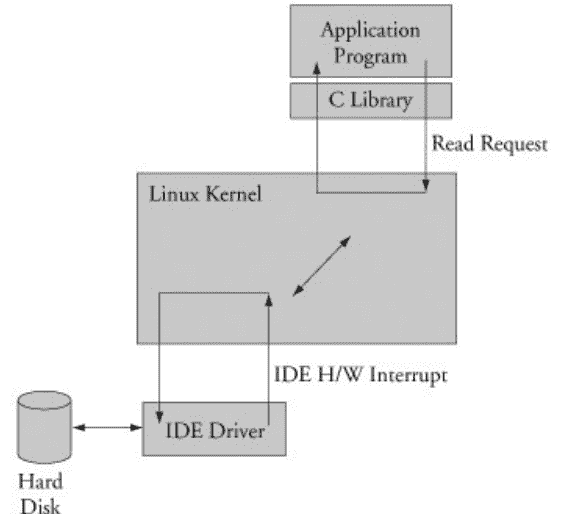 Application
Program
C Library
Read Request
Linux Kernel
IDE H/W Interrupt
IDE Driver
Hard
Disk